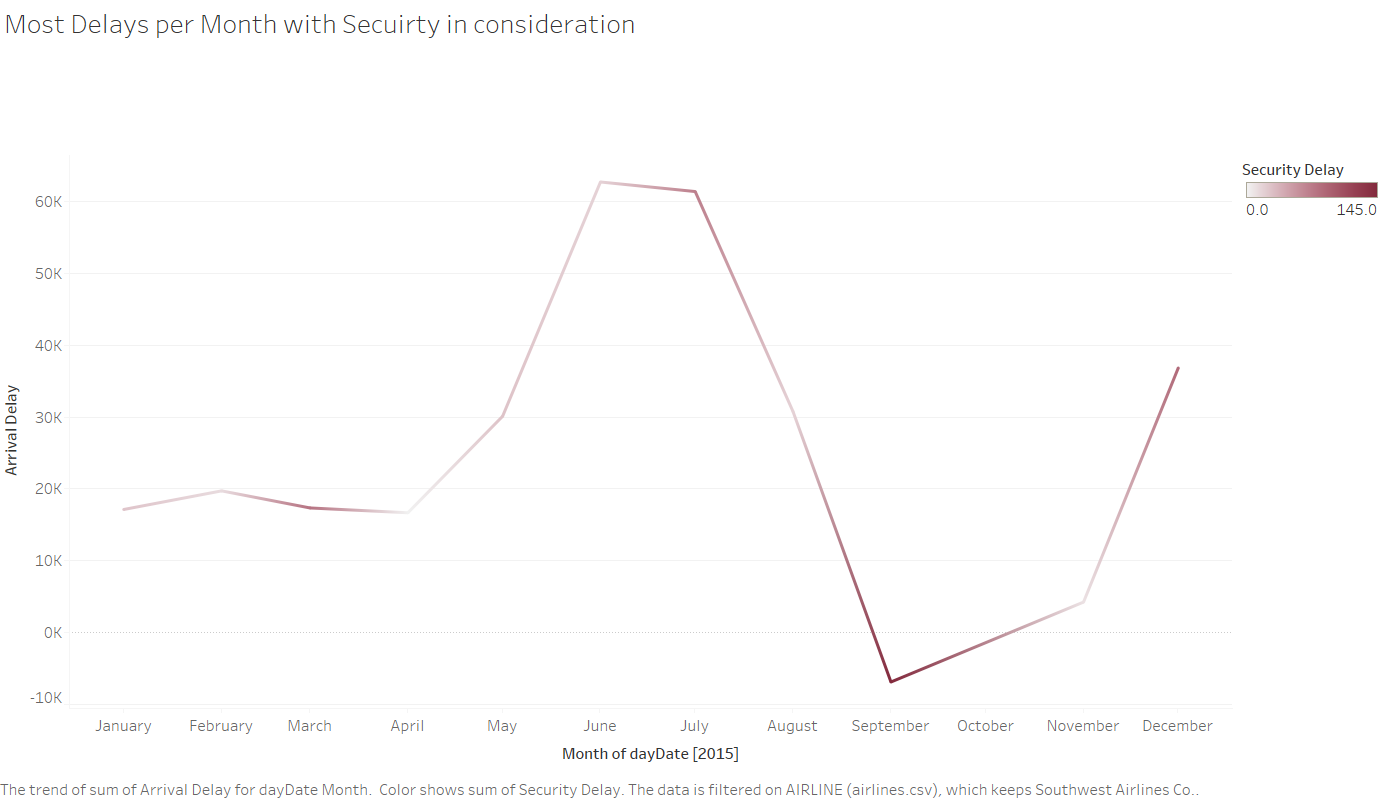 Most Delays per Month with Secuirty in consideration
Security Delay
0.0 145.0
60K
50K
40K
30K
20K
10K
0K
-10K
Arrival Delay
January February March April May June July August September October November December
Month of dayDate [2015]
The trend of sum of Arrival Delay for dayDate Month.  Color shows sum of Security Delay. The data is filtered on AIRLINE (airlines.csv), which keeps Southwest Airlines Co..